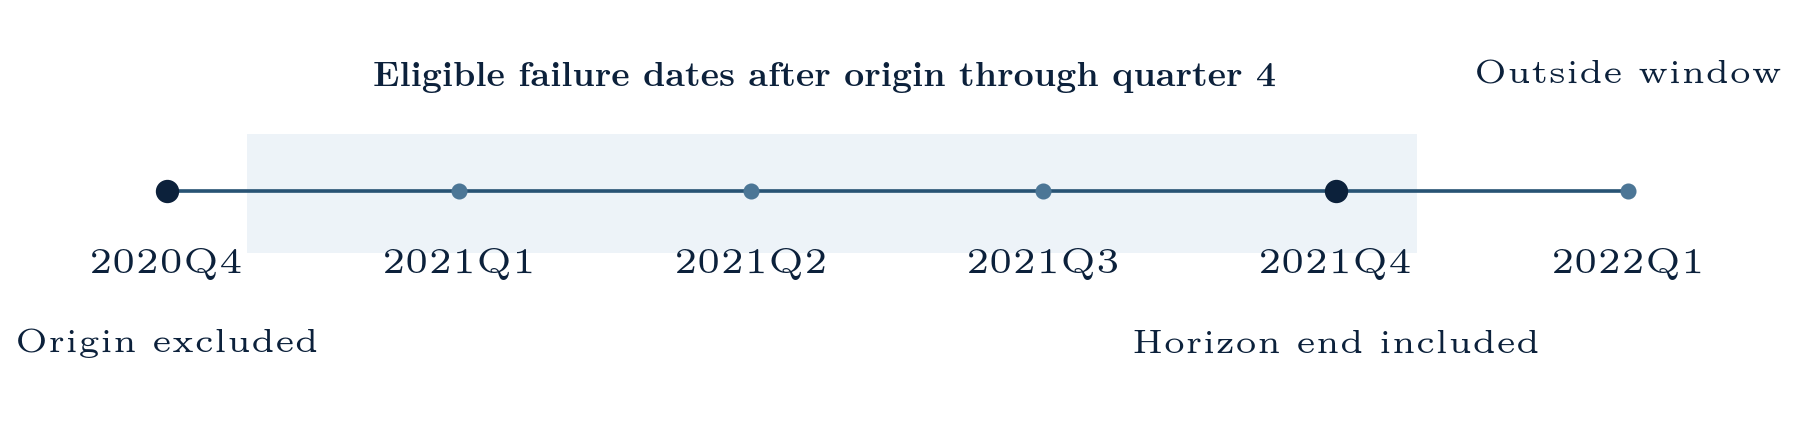 Eligible failure dates after origin through quarter 4
Outside window
2020Q4
2021Q1
2021Q2
2021Q3
2021Q4
2022Q1
Origin excluded
Horizon end included